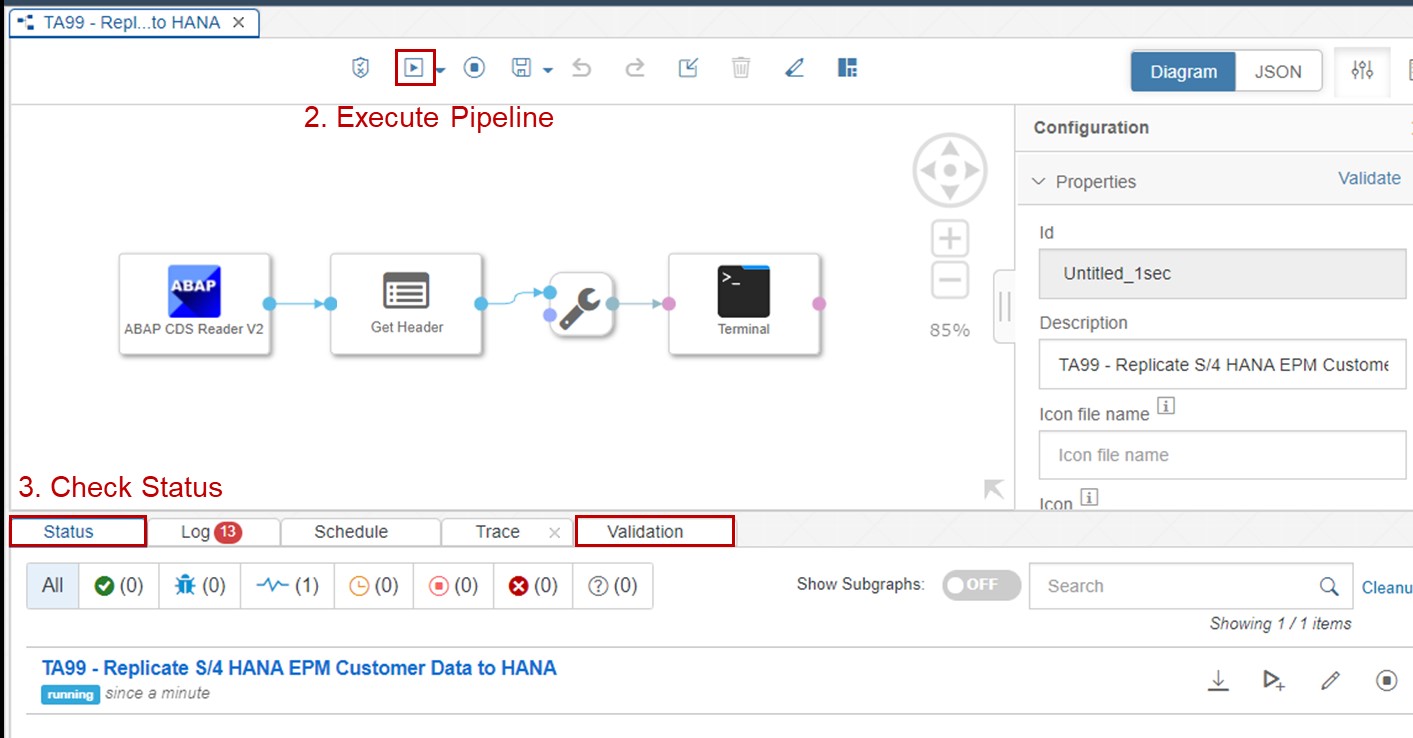 TA99 - Repl...to HANA
Diagram
JSON
2. Execute Pipeline
Configuration
Properties
Validate
Id
Untitled_1sec
Description
TA99 - Replicate S/4 HANA EPM Custome
Icon file name
Icon file name
Icon
ABAP
ABAP CDS Reader V2
Get Header
>_
Terminal
85%
3. Check Status
Status
Log 13
Schedule
Trace
Validation
All
(0)
(0)
(1)
(0)
(0)
(0)
(0)
Show Subgraphs:
OFF
Search
Cleanu
Showing 1 / 1 items
TA99 - Replicate S/4 HANA EPM Customer Data to HANA
running since a minute